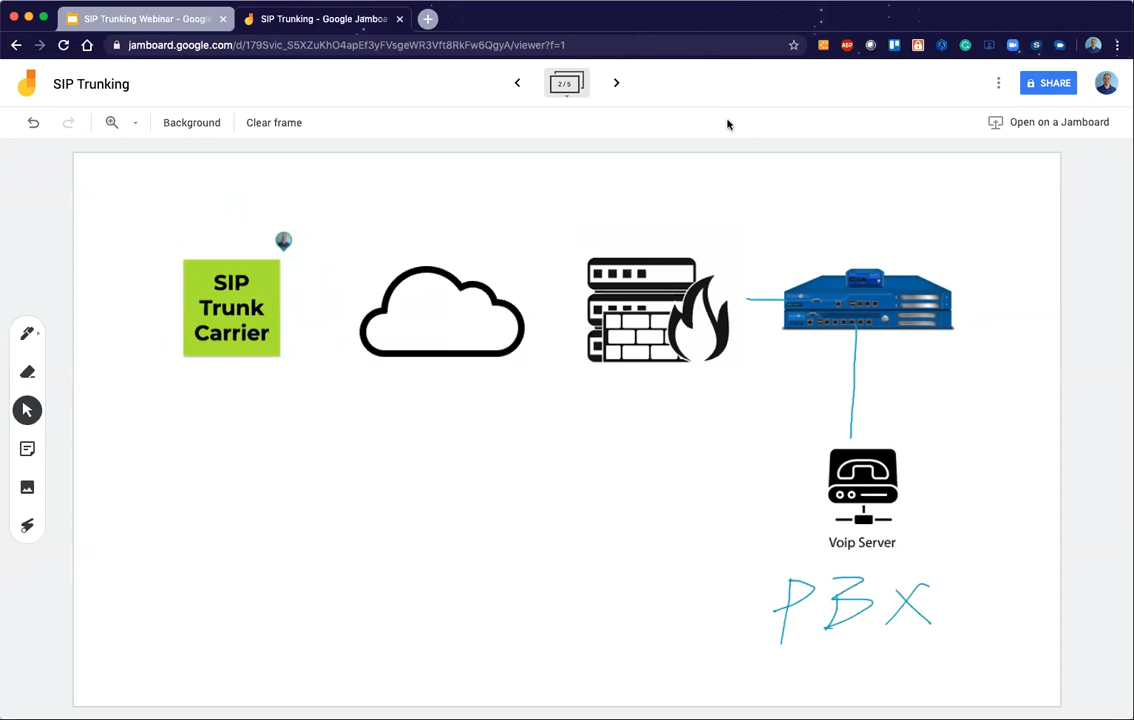 SIP Trunking Webinar - Google
SIP Trunking - Google Jamboa
jamboard.google.com/d/179Svic_S5XZuKhO4apEf3yFVsgeWR3Vft8RkFw6QgyA/viewer?f=1
SIP Trunking
2/5
SHARE
Background
Clear frame
Open on a Jamboard
SIP
Trunk
Carrier
Voip Server
PBX